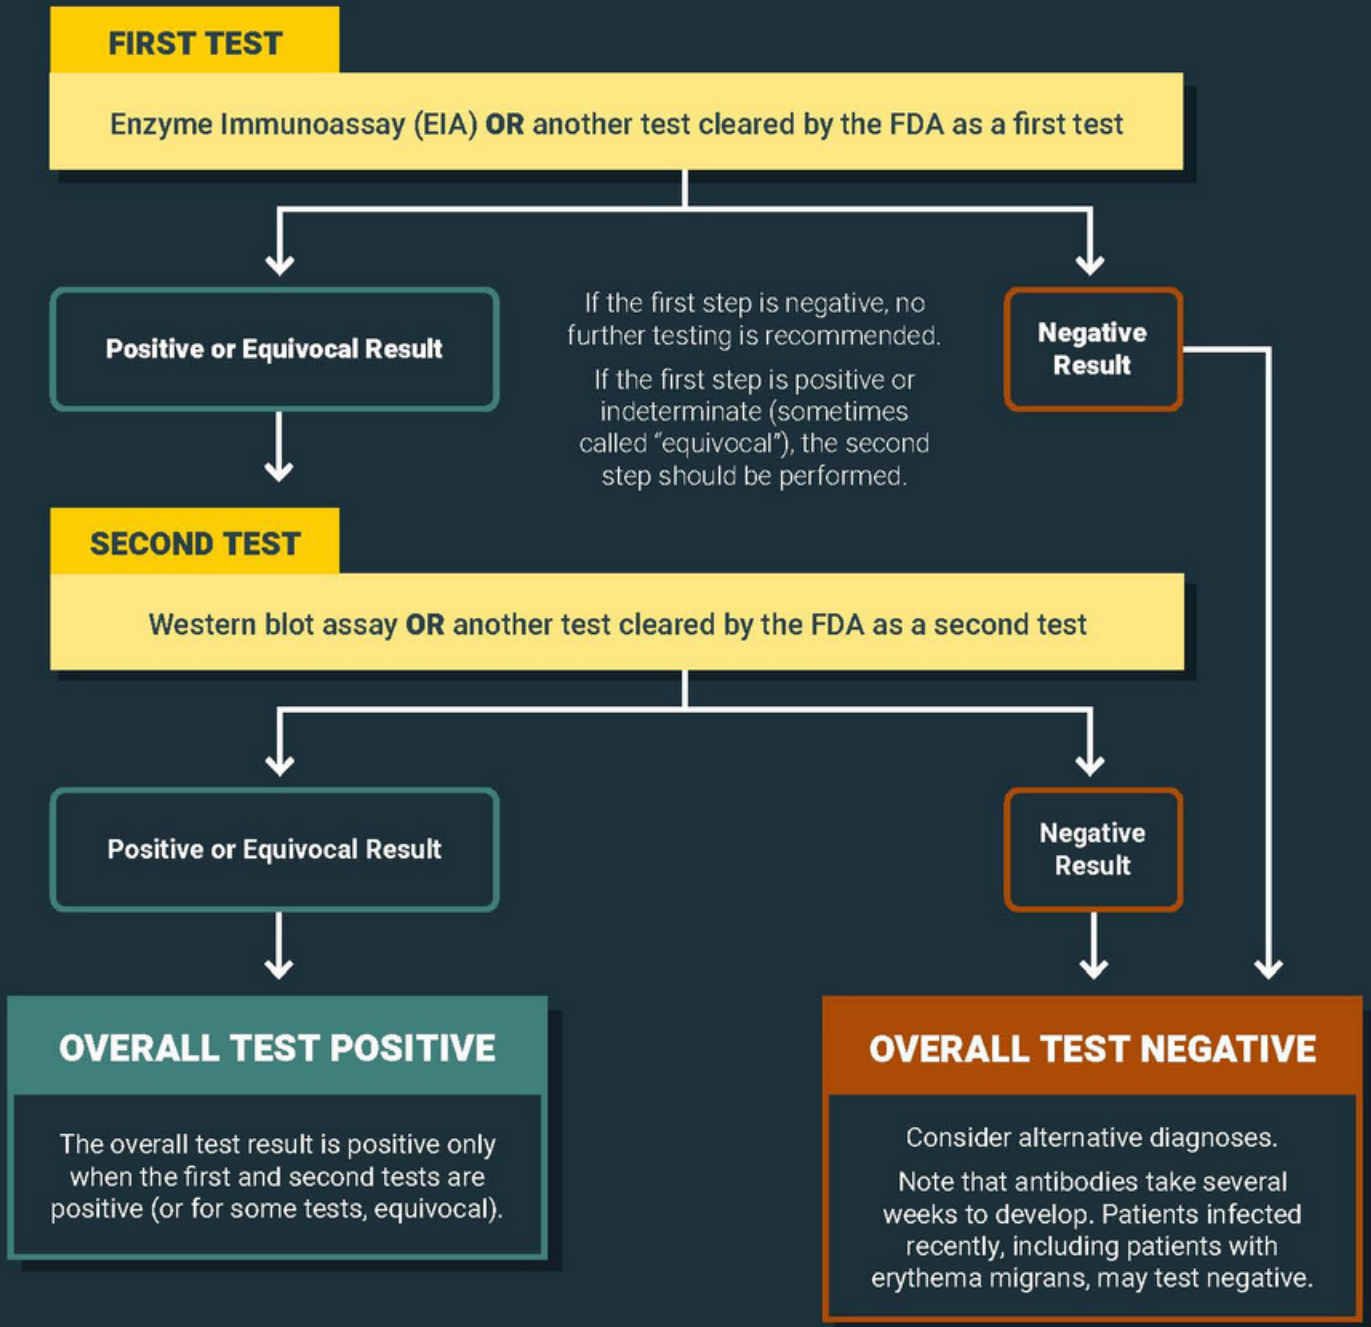 FIRST TEST
Enzyme Immunoassay (EIA) OR another test cleared by the FDA as a first test
Positive or Equivocal Result
If the first step is negative, no
further testing is recommended.
If the first step is positive or
indeterminate (sometimes
called “equivocal”), the second
step should be performed.
Negative
Result
SECOND TEST
Western blot assay OR another test cleared by the FDA as a second test
Positive or Equivocal Result
Negative
Result
OVERALL TEST POSITIVE
The overall test result is positive only
when the first and second tests are
positive (or for some tests, equivocal).
OVERALL TEST NEGATIVE
Consider alternative diagnoses.
Note that antibodies take several
weeks to develop. Patients infected
recently, including patients with
erythema migrans, may test negative.